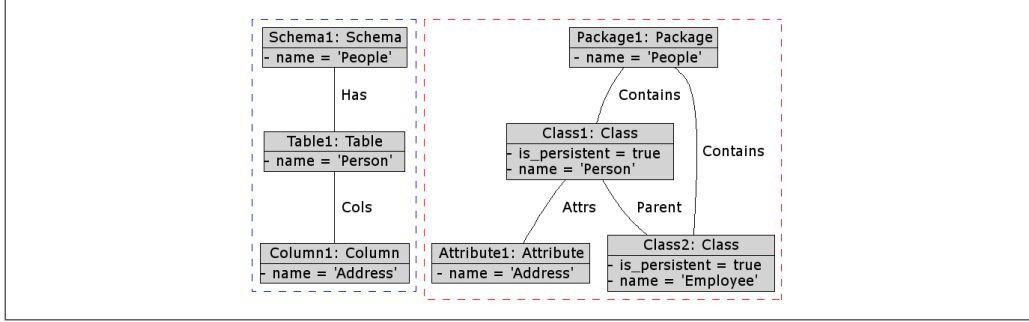 Schema1: Schema
- name = 'People'
Has
Table1: Table
- name = 'Person'
Cols
Column1: Column
- name = 'Address'
Package1: Package
- name = 'People'
Contains
Class1: Class
- is_persistent = true
- name = 'Person'
Contains
Attrs
Parent
Attribute1: Attribute
- name = 'Address'
Class2: Class
- is_persistent = true
- name = 'Employee'